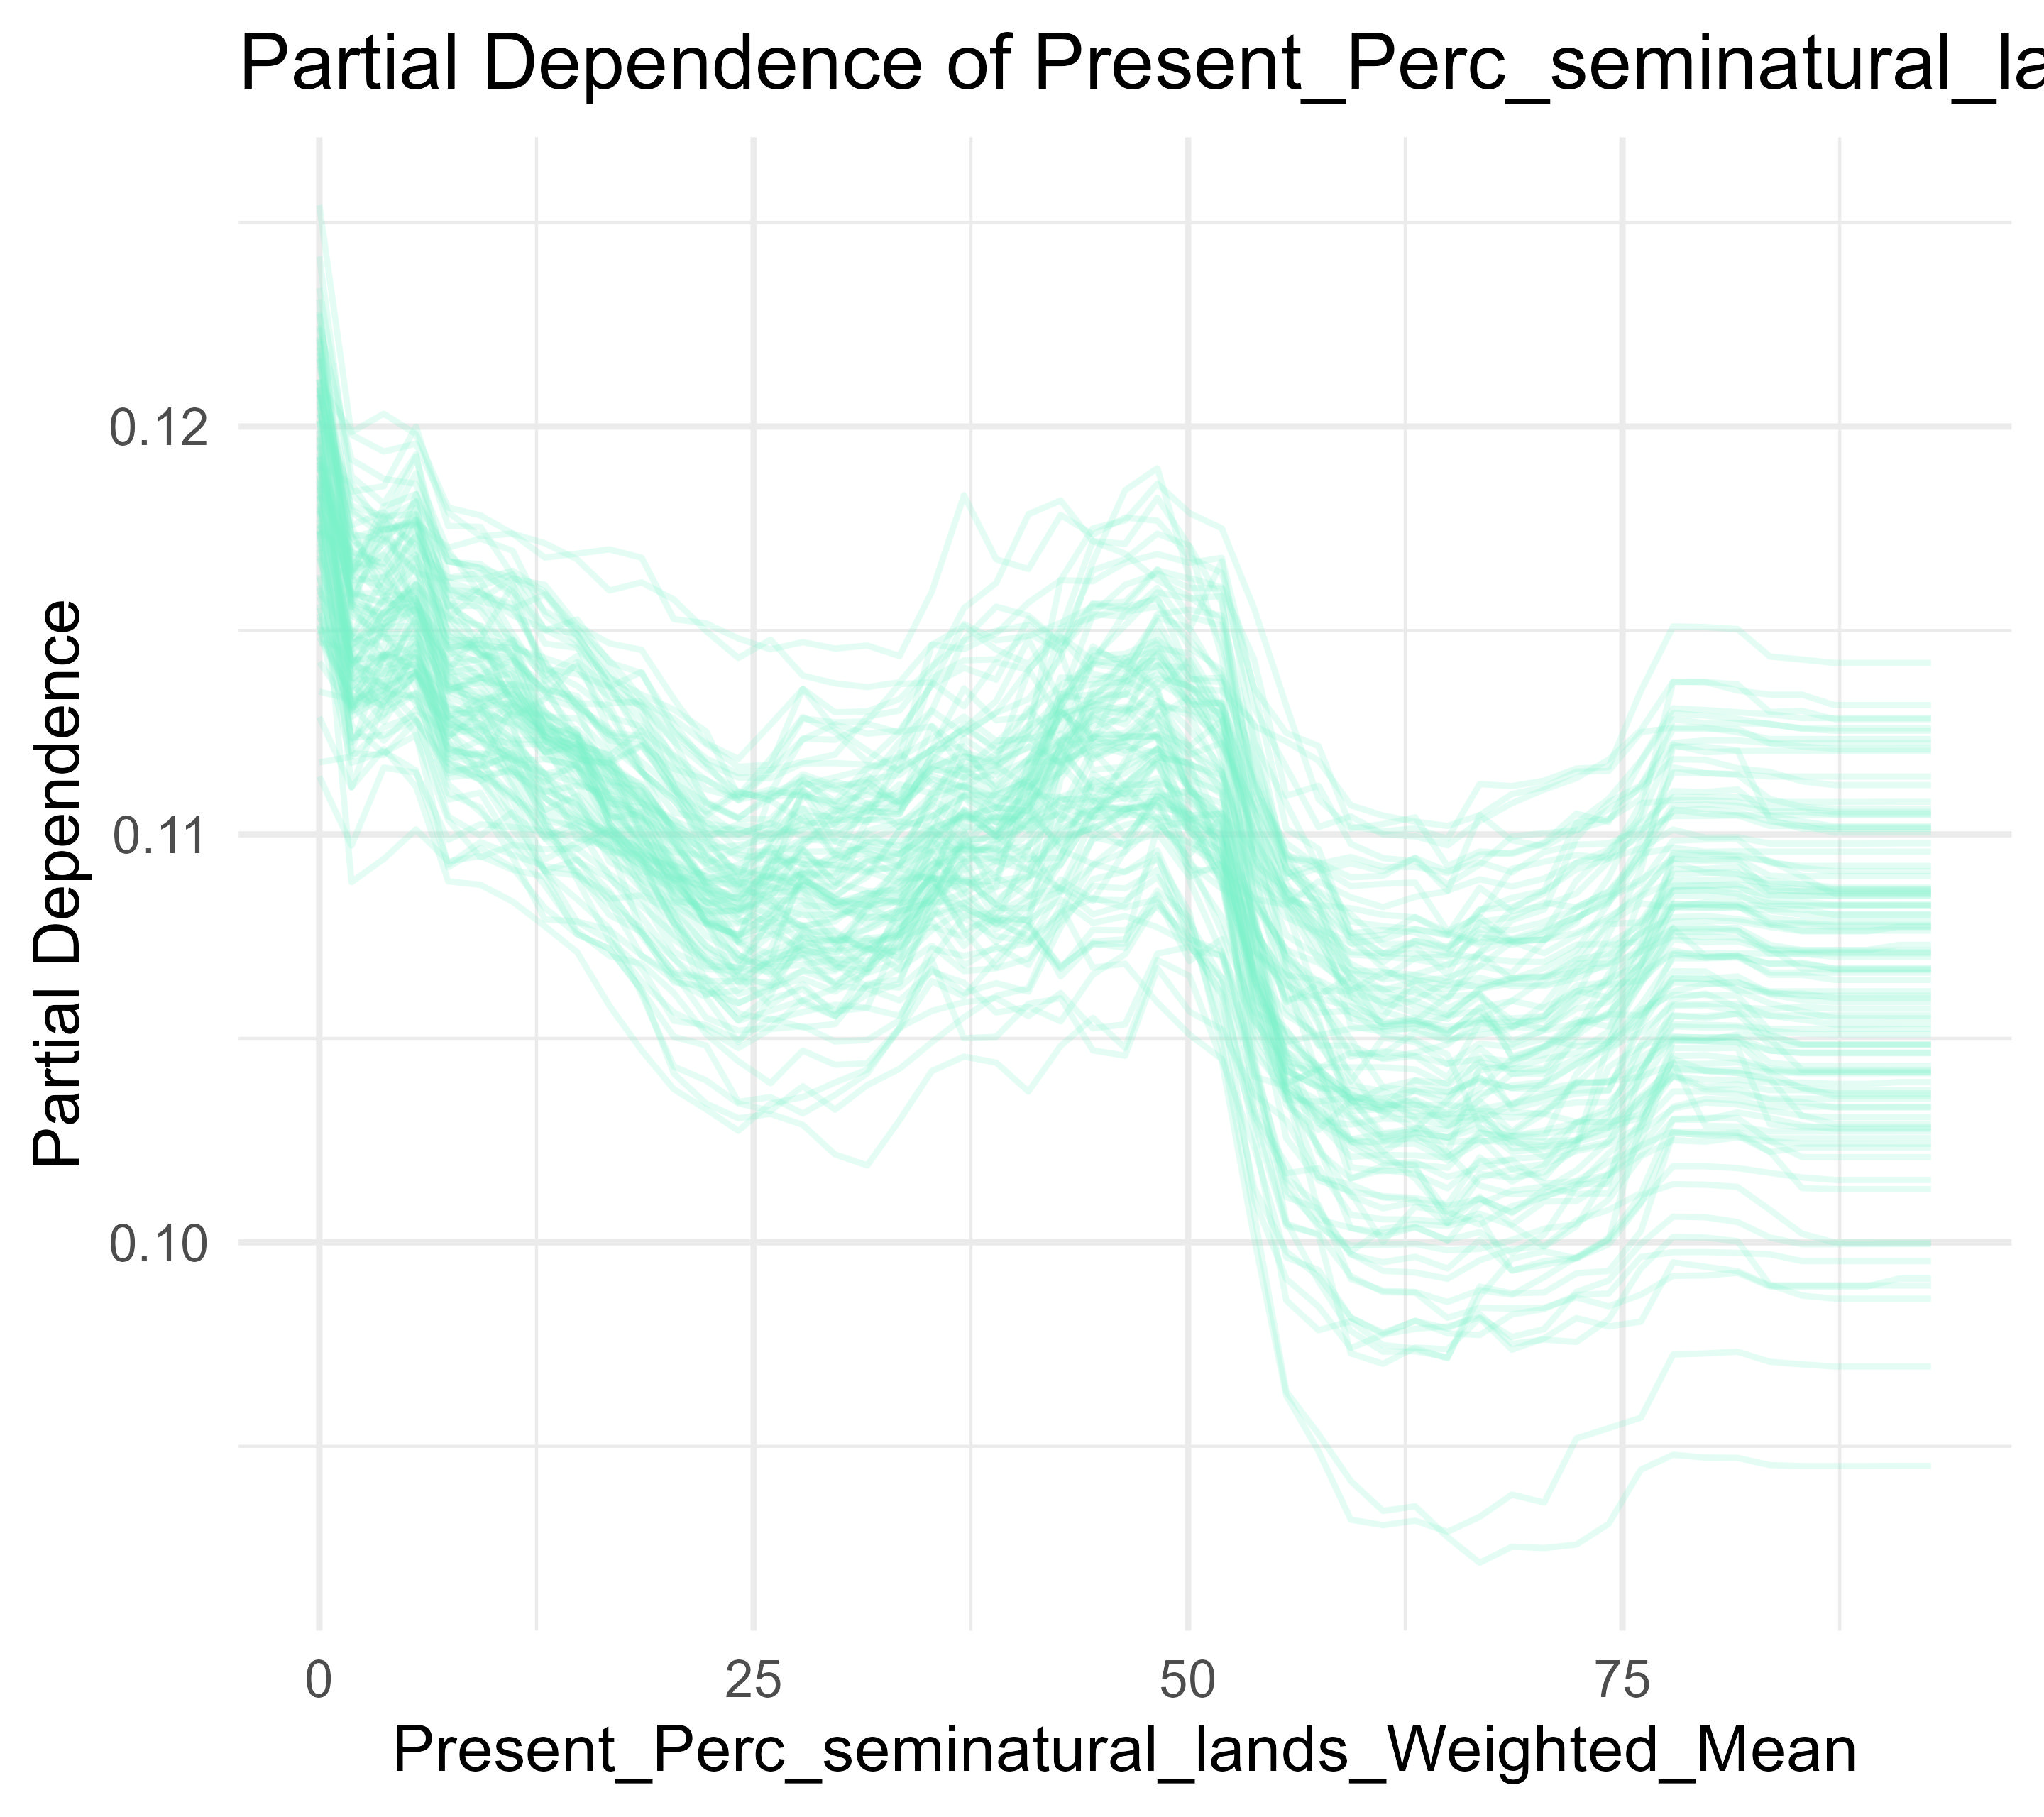 Partial Dependence of Present_Perc_seminatural_la
Partial Dependence
0.12
0.11
0.10
0
25
50
75
Present_Perc_seminatural_lands_Weighted_Mean